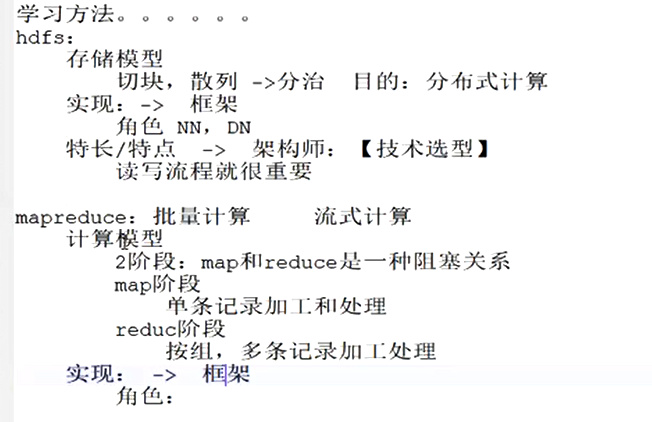 学习方法。。。。。。
hdfs:
存储模型
切块，散列 ->分治 目的：分布式计算
实现：-> 框架
角色 NN，DN
特长/特点 -> 架构师：【技术选型】
读写流程就很重要
mapreduce：批量计算 流式计算
计算模型
2阶段：map和reduce是一种阻塞关系
map阶段
单条记录加工和处理
reduc阶段
按组，多条记录加工处理
实现： -> 框架
角色：